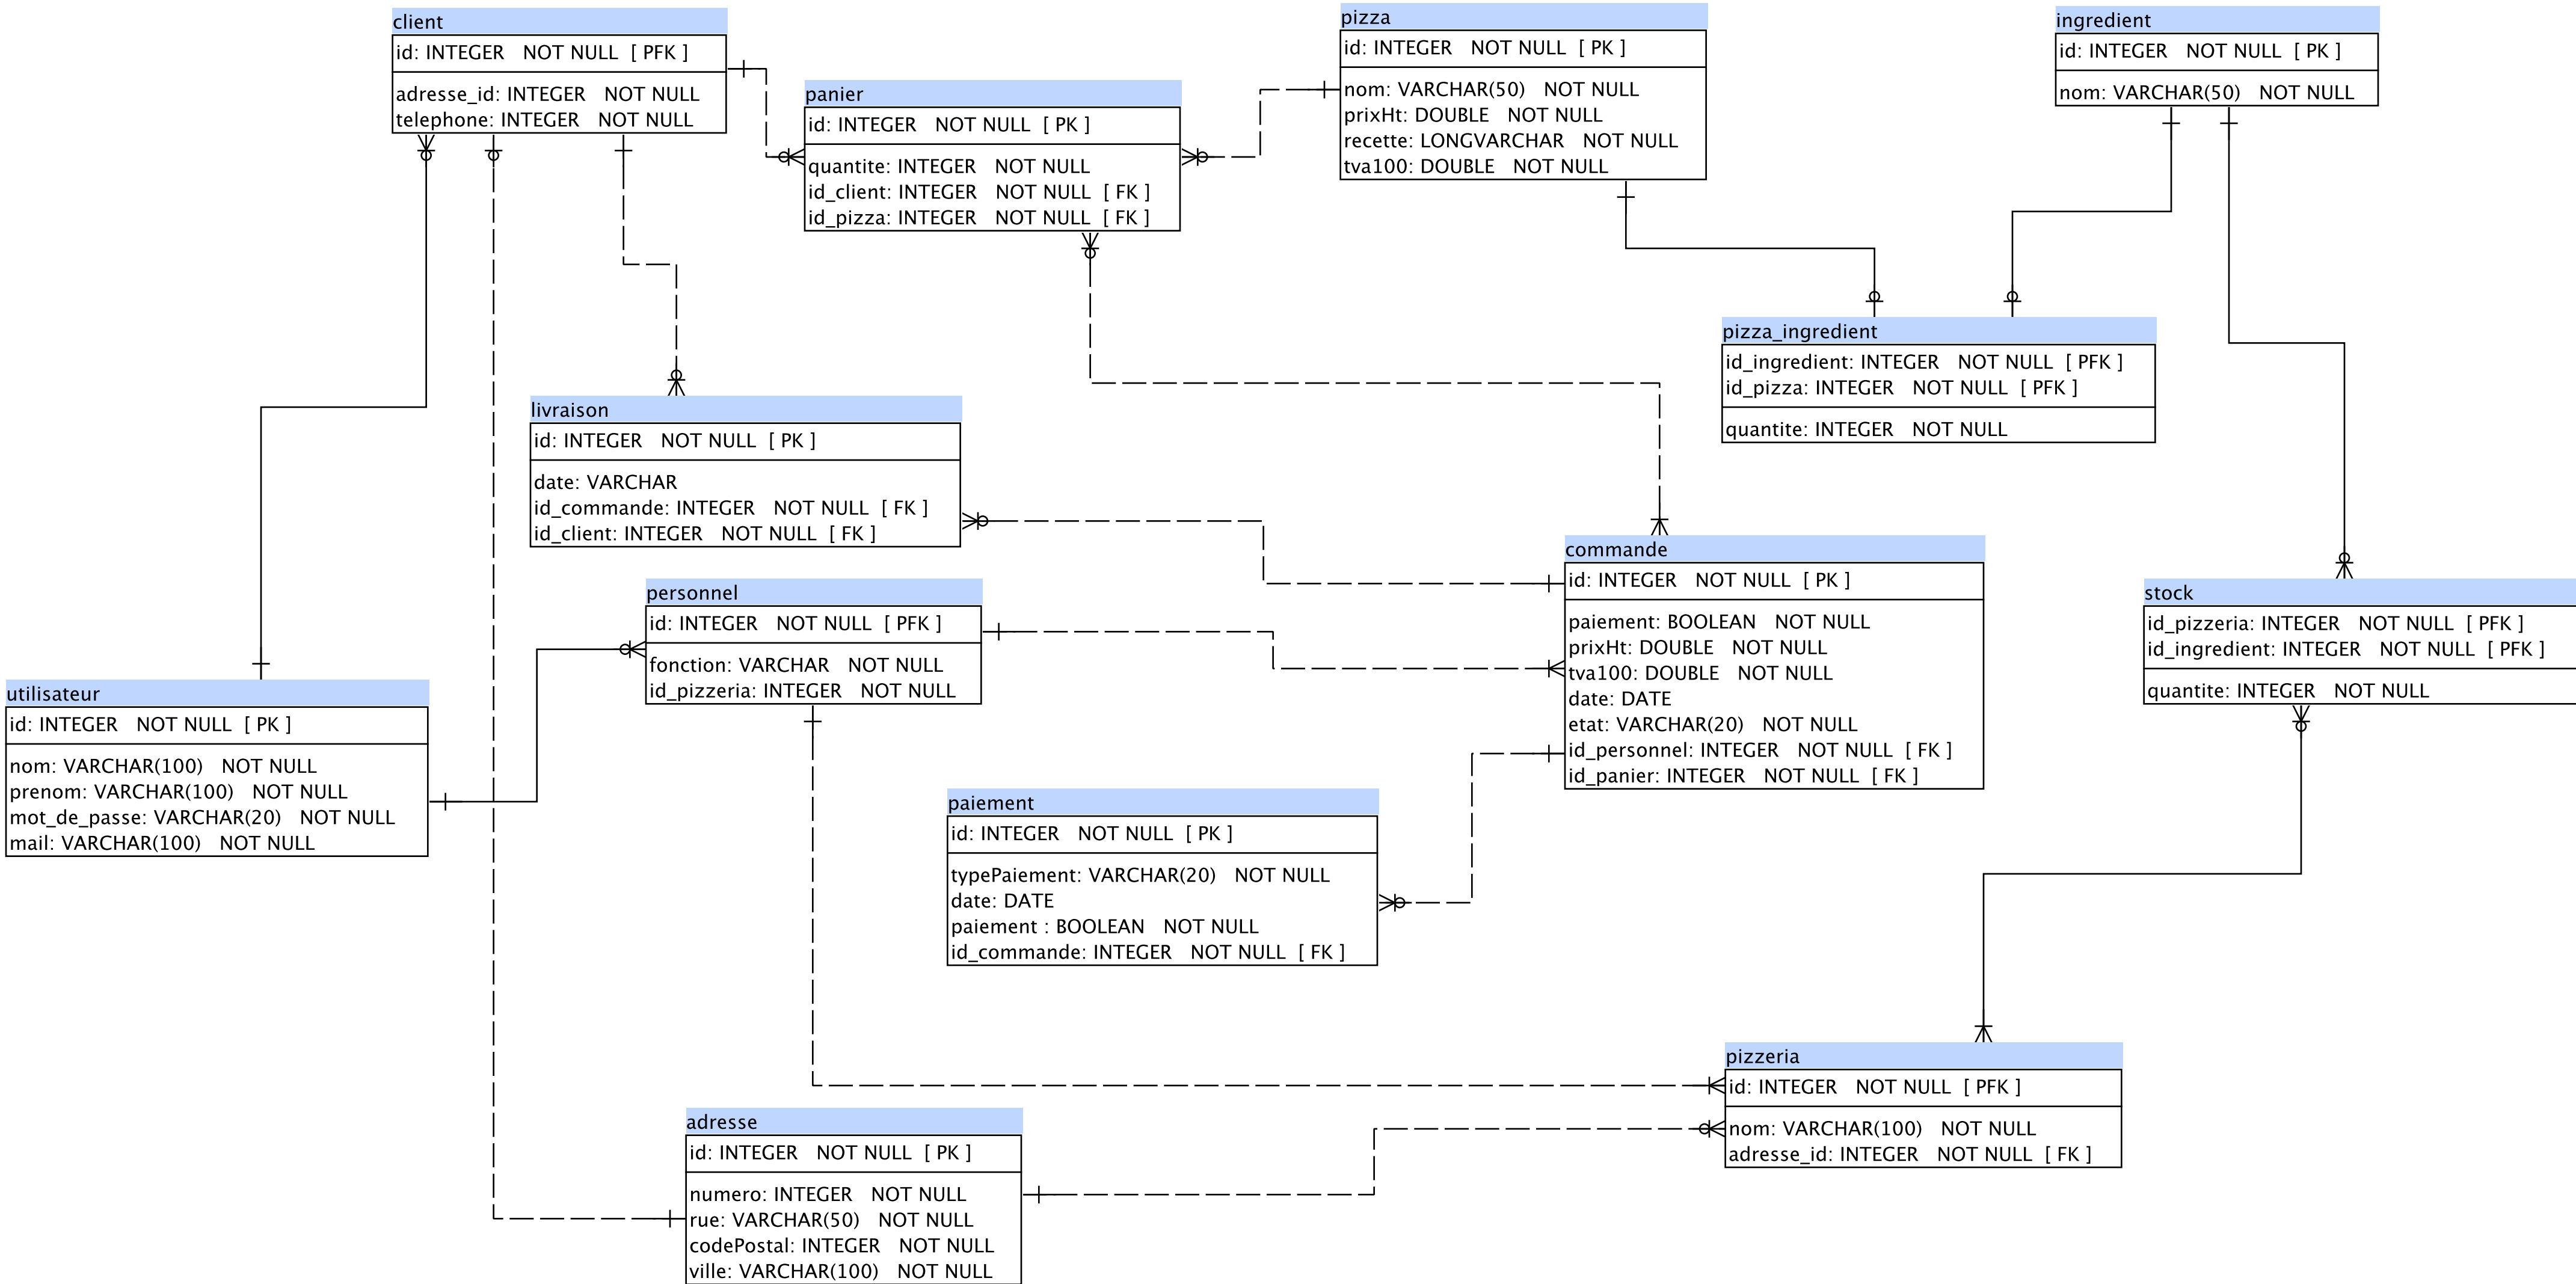 client
id: INTEGER NOT NULL [ PFK ]
adresse_id: INTEGER NOT NULL
telephone: INTEGER NOT NULL
panier
id: INTEGER NOT NULL [ PK ]
quantite: INTEGER NOT NULL
id_client: INTEGER NOT NULL [ FK ]
id_pizza: INTEGER NOT NULL [ FK ]
pizza
id: INTEGER NOT NULL [ PK ]
nom: VARCHAR(50) NOT NULL
prixHt: DOUBLE NOT NULL
recette: LONGVARCHAR NOT NULL
tva100: DOUBLE NOT NULL
ingredient
id: INTEGER NOT NULL [ PK ]
nom: VARCHAR(50) NOT NULL
pizza_ingredient
id_ingredient: INTEGER NOT NULL [ PFK ]
id_pizza: INTEGER NOT NULL [ PFK ]
quantite: INTEGER NOT NULL
livraison
id: INTEGER NOT NULL [ PK ]
date: VARCHAR
id_commande: INTEGER NOT NULL [ FK ]
id_client: INTEGER NOT NULL [ FK ]
commande
id: INTEGER NOT NULL [ PK ]
paiement: BOOLEAN NOT NULL
prixHt: DOUBLE NOT NULL
tva100: DOUBLE NOT NULL
date: DATE
etat: VARCHAR(20) NOT NULL
id_personnel: INTEGER NOT NULL [ FK ]
id_panier: INTEGER NOT NULL [ FK ]
stock
id_pizzeria: INTEGER NOT NULL [ PFK ]
id_ingredient: INTEGER NOT NULL [ PFK ]
quantite: INTEGER NOT NULL
personnel
id: INTEGER NOT NULL [ PFK ]
fonction: VARCHAR NOT NULL
id_pizzeria: INTEGER NOT NULL
utilisateur
id: INTEGER NOT NULL [ PK ]
nom: VARCHAR(100) NOT NULL
prenom: VARCHAR(100) NOT NULL
mot_de_passe: VARCHAR(20) NOT NULL
mail: VARCHAR(100) NOT NULL
paiement
id: INTEGER NOT NULL [ PK ]
typePaiement: VARCHAR(20) NOT NULL
date: DATE
paiement : BOOLEAN NOT NULL
id_commande: INTEGER NOT NULL [ FK ]
pizzeria
id: INTEGER NOT NULL [ PFK ]
nom: VARCHAR(100) NOT NULL
adresse_id: INTEGER NOT NULL [ FK ]
adresse
id: INTEGER NOT NULL [ PK ]
numero: INTEGER NOT NULL
rue: VARCHAR(50) NOT NULL
codePostal: INTEGER NOT NULL
ville: VARCHAR(100) NOT NULL